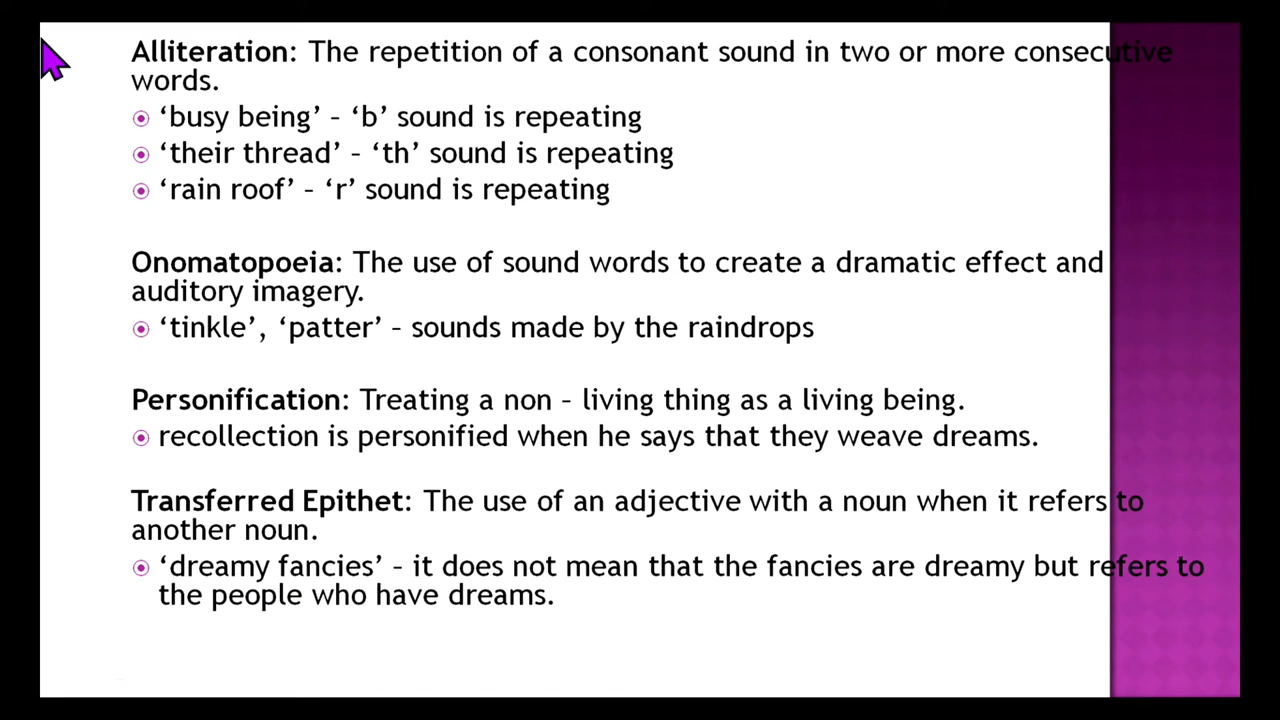 Alliteration: The repetition of a consonant sound in two or more consecutive
words.
‘busy being’ – ‘b’ sound is repeating
‘their thread’ – ‘th’ sound is repeating
‘rain roof’ – ‘r’ sound is repeating
Onomatopoeia: The use of sound words to create a dramatic effect and
auditory imagery.
‘tinkle’, ‘patter’ – sounds made by the raindrops
Personification: Treating a non – living thing as a living being.
recollection is personified when he says that they weave dreams.
Transferred Epithet: The use of an adjective with a noun when it refers to
another noun.
‘dreamy fancies’ – it does not mean that the fancies are dreamy but refers to
the people who have dreams.